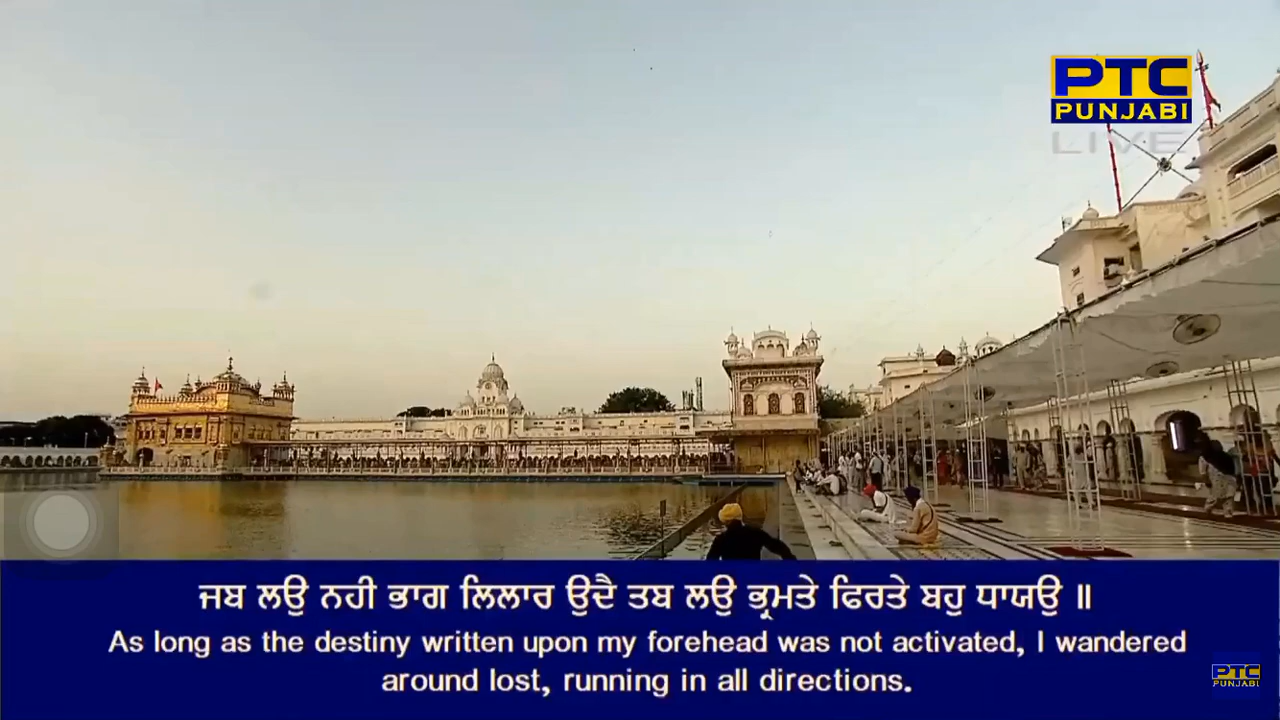 PTC
PUNJABI
LIVE
ਜਬ ਲਉ ਨਹੀ ਭਾਗ ਲਿਲਾਰ ਉਦੈ ਤਬ ਲਉ ਭ੍ਰਮਤੇ ਫਿਰਤੇ ਬਹੁ ਧਾਯਉ ॥
As long as the destiny written upon my forehead was not activated, I wandered
around lost, running in all directions.
PTC
PUNJABI